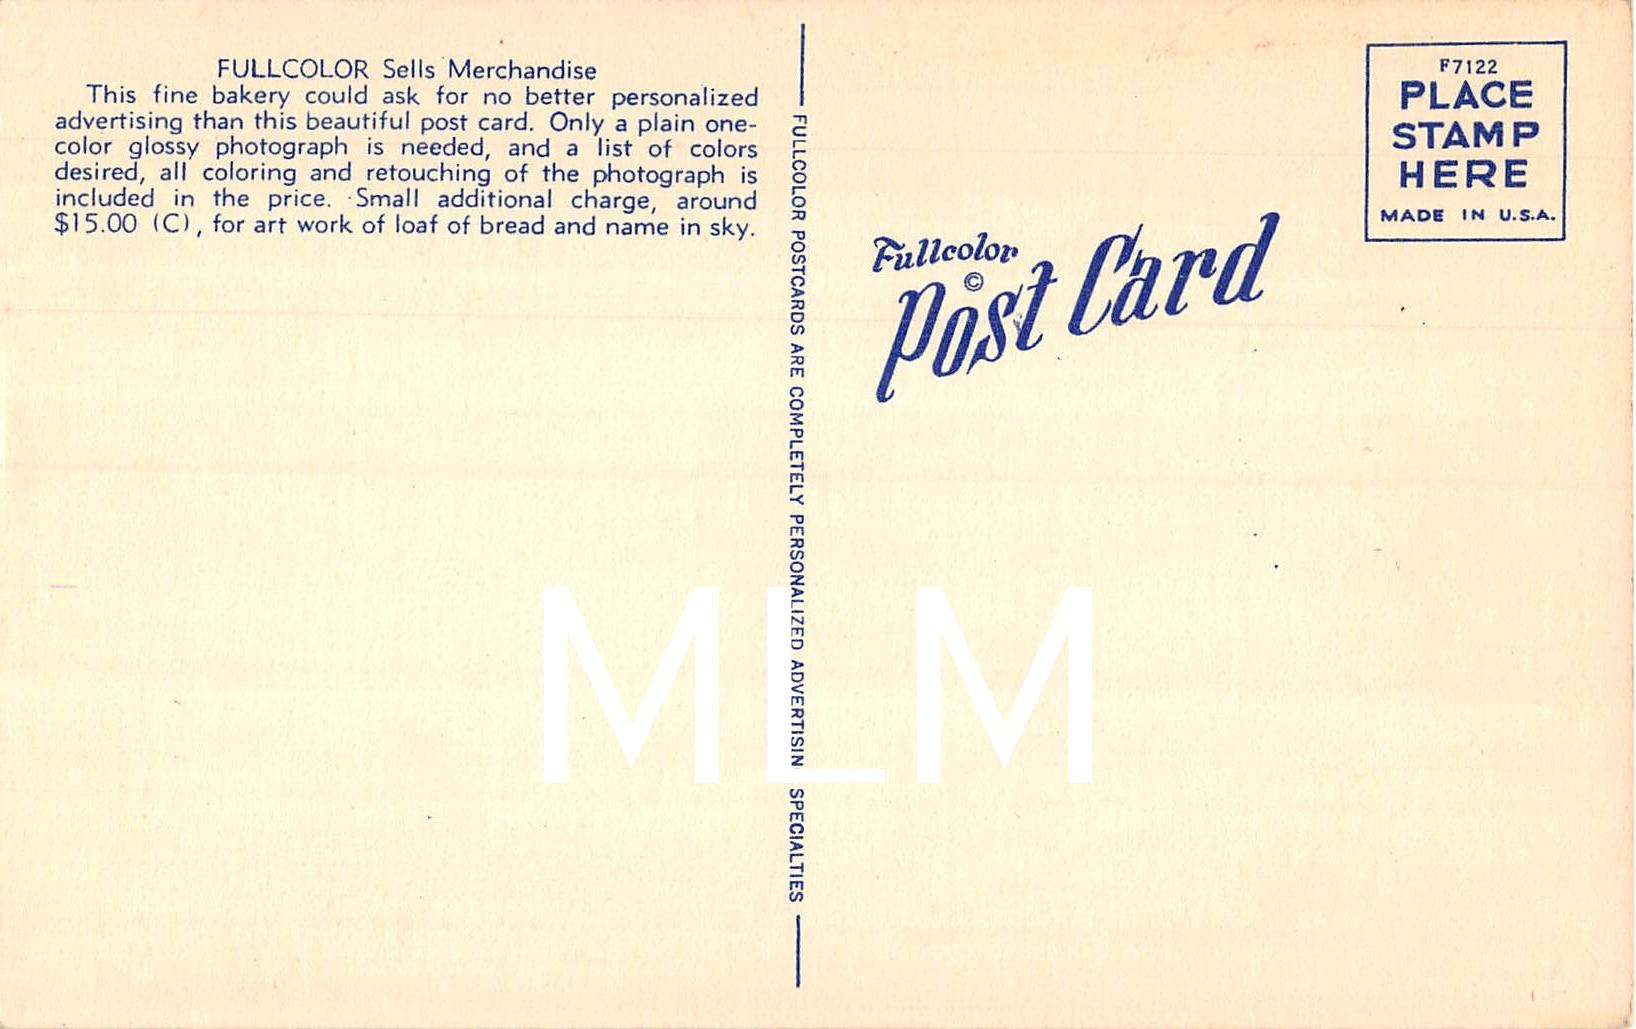 FULLCOLOR Sells Merchandise
This fine bakery could ask for no better personalized
advertising than this beautiful post card. Only a plain one-
color glossy photograph is needed, and a list of colors
desired, all coloring and retouching of the photograph is
included in the price. Small additional charge, around
$15.00 (C), for art work of loaf of bread and name in sky.
FULLCOLOR POSTCARDS ARE COMPLETELY PERSONALIZED ADVERTISIN SPECIALTIES
Fullcolor
©
Post Card
F7122
PLACE
STAMP
HERE
MADE IN U.S.A.
MLM